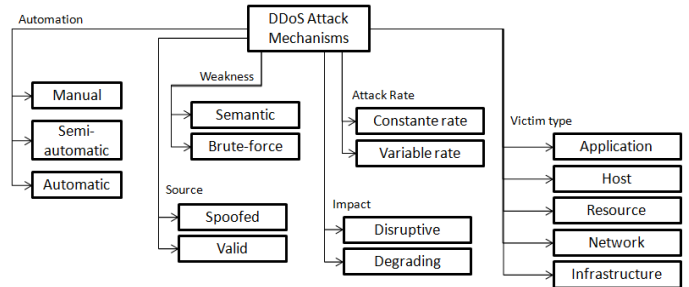 DDoS Attack
Mechanisms
Automation
Manual
Semi-
automatic
Automatic
Weakness
Semantic
Brute-force
Source
Spoofed
Valid
Attack Rate
Constante rate
Variable rate
Impact
Disruptive
Degrading
Victim type
Application
Host
Resource
Network
Infrastructure